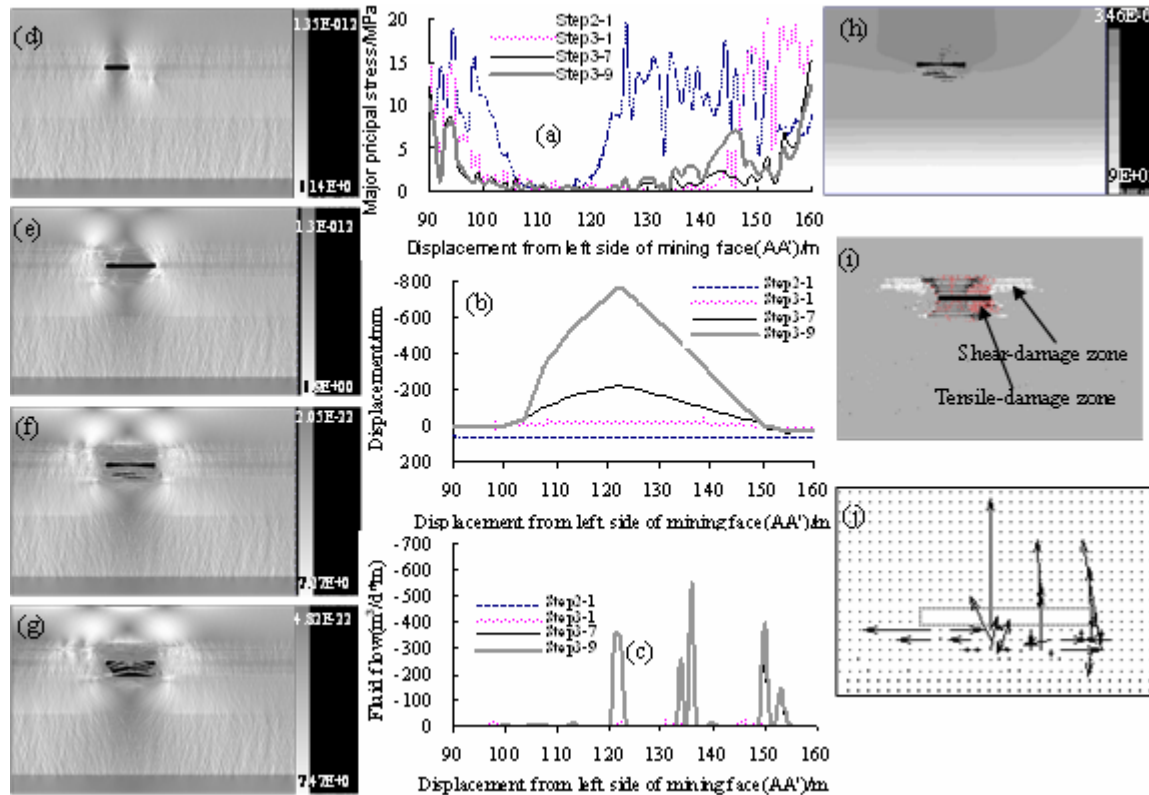 (d)
1.35E-012
1.14E+0
(e)
1.3E-012
1.9E+00
(f)
2.05E-22
7.37E+0
(g)
4.82E-22
7.47E+0
Major pricipal stress/MPa
20
15
10
5
0
Step2-1
Step3-1
Step3-7
Step3-9
(a)
90 100 110 120 130 140 150 160
Displacement from left side of mining face(AA')/m
Displacement/mm
-800
-600
-400
-200
0
200
(b)
Step2-1
Step3-1
Step3-7
Step3-9
90 100 110 120 130 140 150 160
Displacement from left side of mining face(AA')/m
Fluid flow(m³/d*m)
-700
-600
-500
-400
-300
-200
-100
0
Step2-1
Step3-1
Step3-7
Step3-9
(c)
90 100 110 120 130 140 150 160
Displacement from left side of mining face(AA')/m
(h)
3.46E-0
9E+0
(i)
Shear-damage zone
Tensile-damage zone
(j)